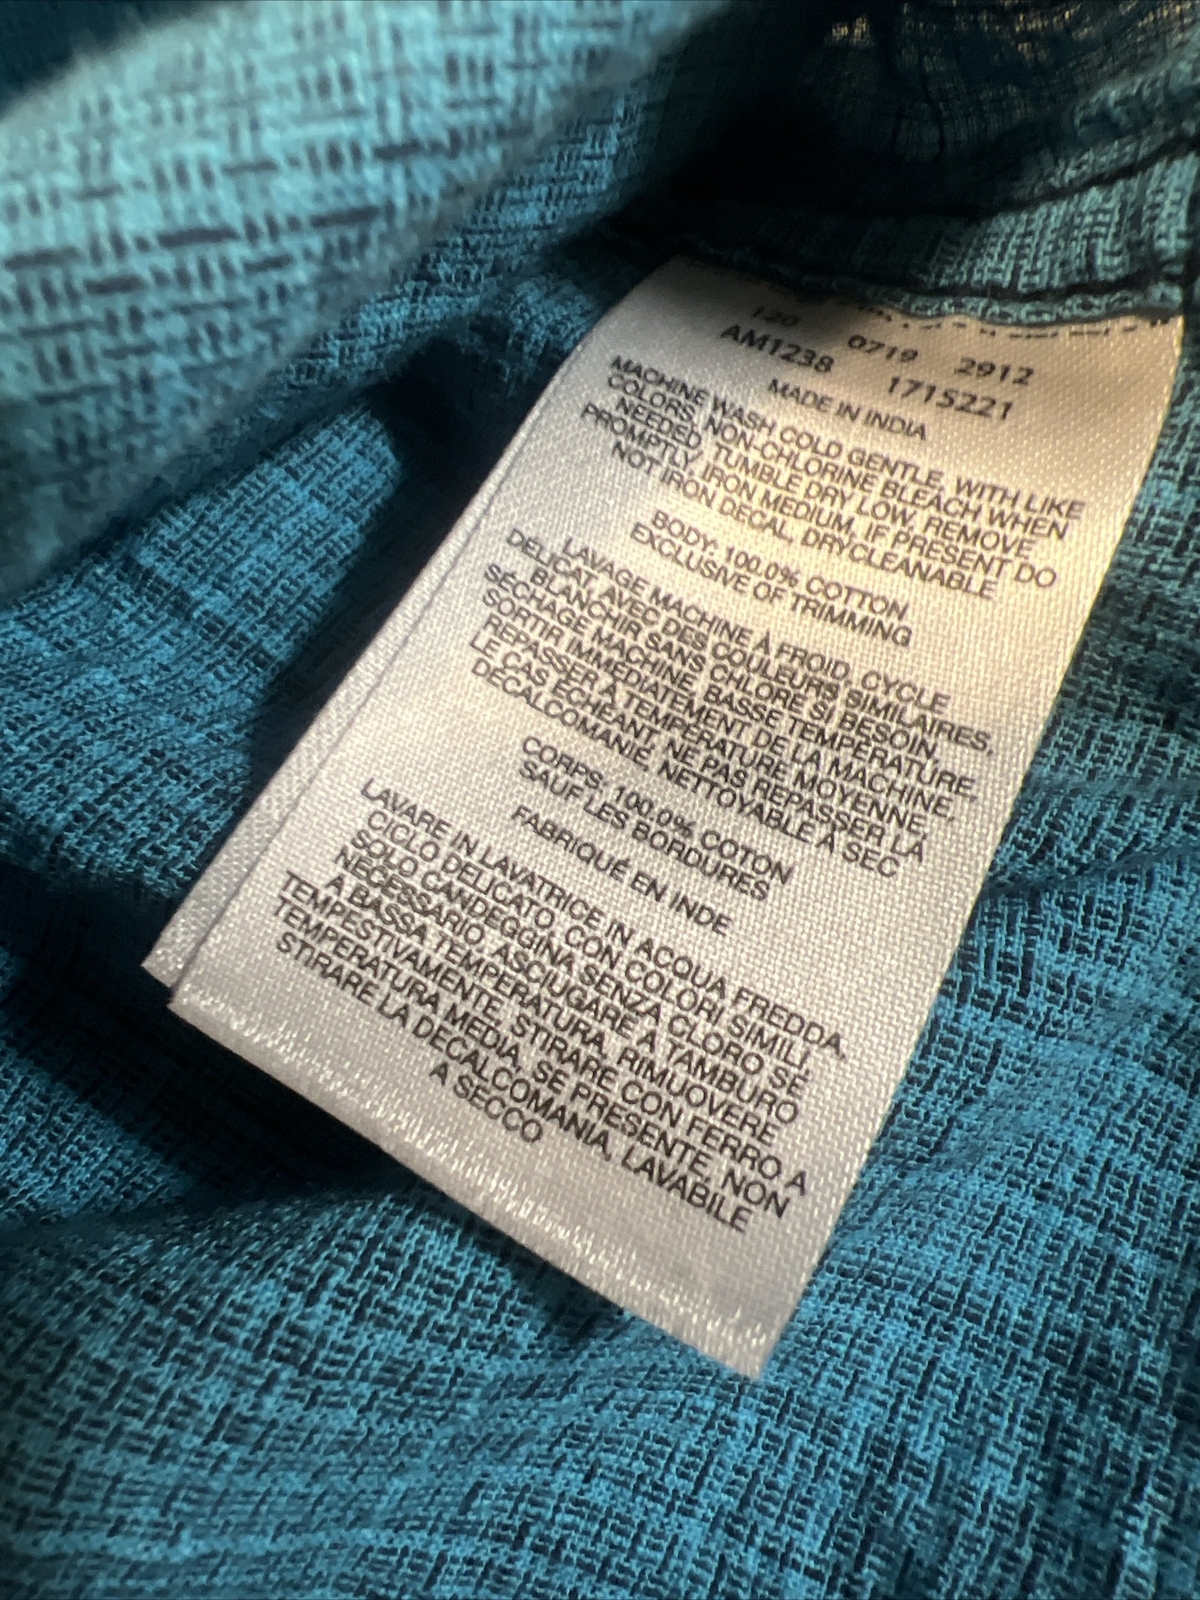 120 0719 2912
AM1238 1715221
MADE IN INDIA
MACHINE WASH COLD GENTLE, WITH LIKE
COLORS, NON-CHLORINE BLEACH WHEN
NEEDED, TUMBLE DRY LOW, REMOVE
PROMPTLY, IRON MEDIUM, IF PRESENT DO
NOT IRON DECAL, DRYCLEANABLE
BODY: 100.0% COTTON
EXCLUSIVE OF TRIMMING
LAVAGE MACHINE À FROID, CYCLE
DÉLICAT, AVEC DES COULEURS SIMILAIRES,
BLANCHIR SANS CHLORE SI BESOIN,
SÉCHAGE MACHINE, BASSE TEMPÉRATURE,
SORTIR IMMÉDIATEMENT DE LA MACHINE,
REPASSER À TEMPÉRATURE MOYENNE,
LE CAS ÉCHÉANT, NE PAS REPASSER LA
DÉCALCOMANIE, NETTOYABLE À SEC
CORPS: 100.0% COTON
SAUF LES BORDURES
FABRIQUÉ EN INDE
LAVARE IN LAVATRICE IN ACQUA FREDDA,
CICLO DELICATO, CON COLORI SIMILI,
SOLO CANDEGGINA SENZA CLORO SE
NECESSARIO, ASCIUGARE A TAMBURO
A BASSA TEMPERATURA, RIMUOVERE
TEMPESTIVAMENTE, STIRARE CON FERRO A
TEMPERATURA MEDIA, SE PRESENTE, NON
STIRARE LA DECALCOMANIA, LAVABILE
A SECCO